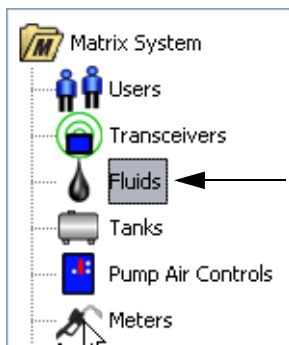 Matrix System
Users
Transceivers
Fluids
Tanks
Pump Air Controls
Meters